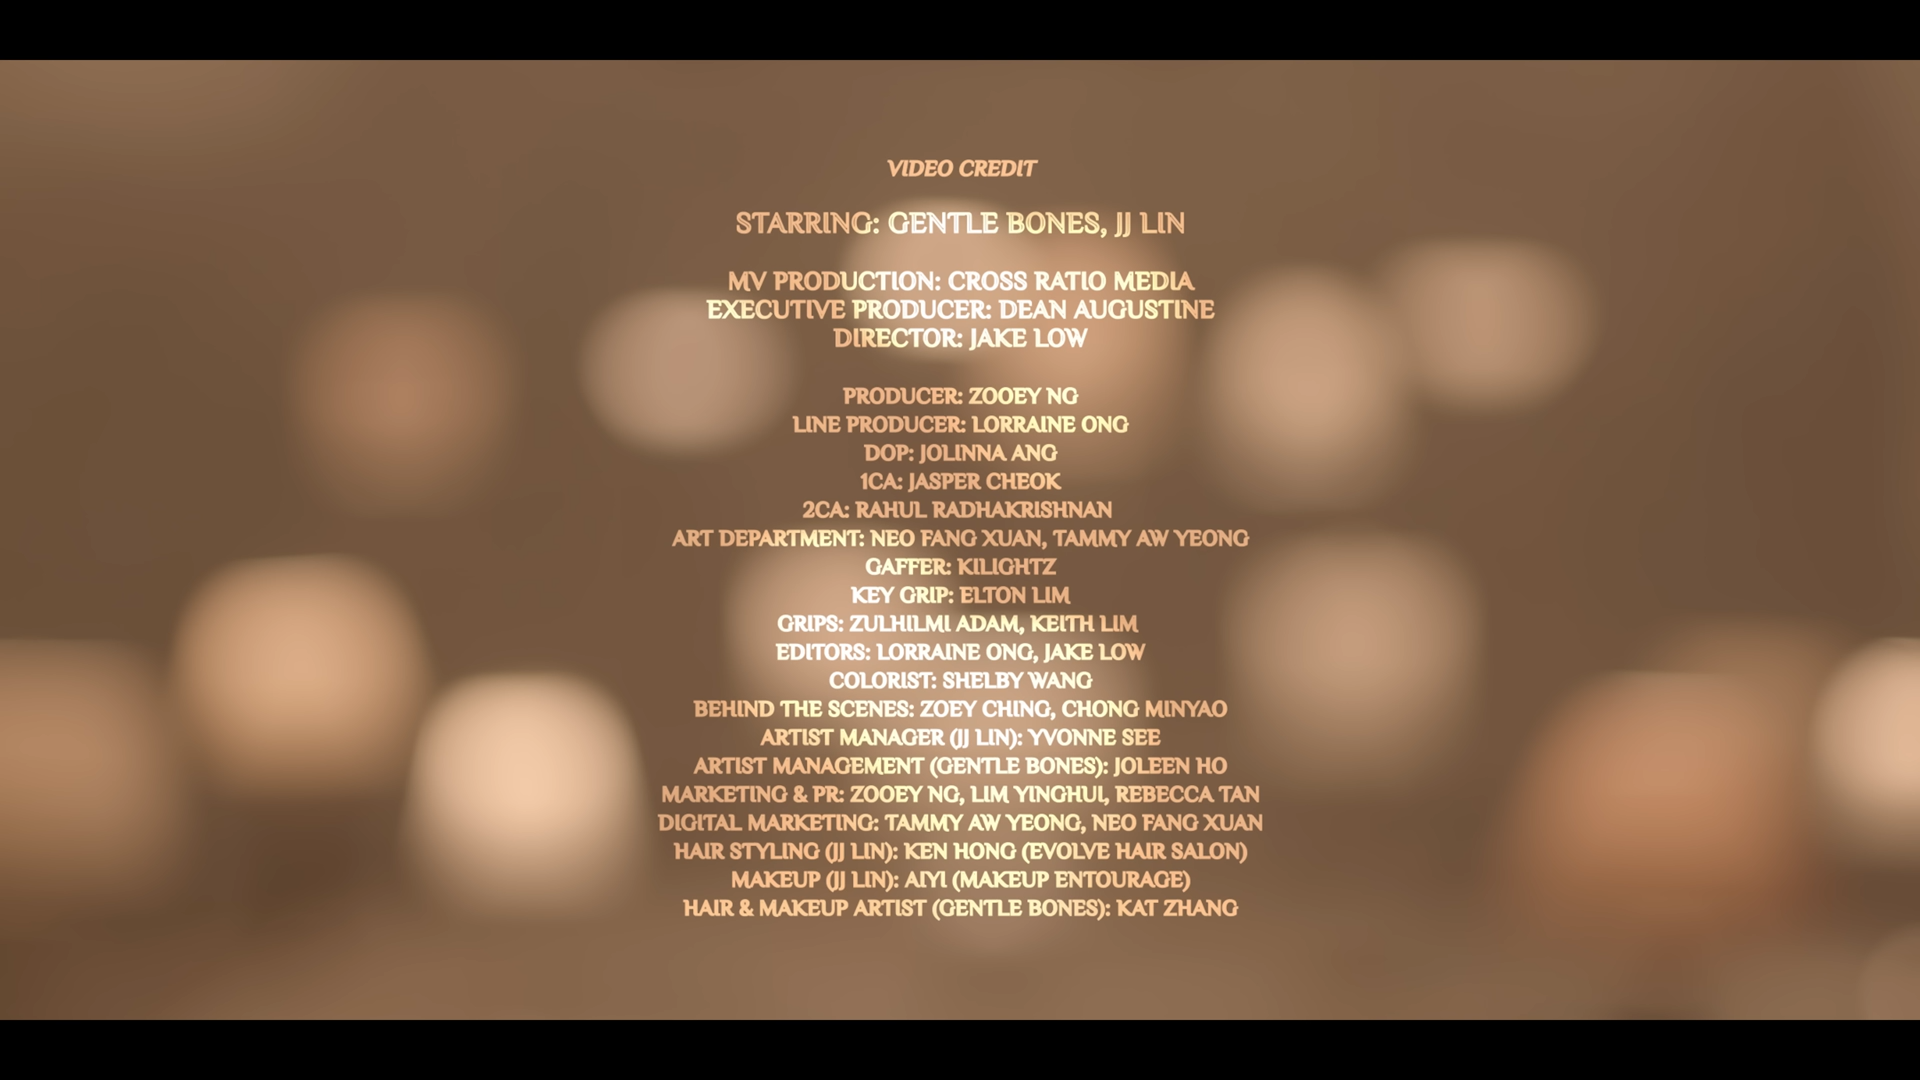 VIDEO CREDIT
STARRING: GENTLE BONES, JJ LIN
MV PRODUCTION: CROSS RATIO MEDIA
EXECUTIVE PRODUCER: DEAN AUGUSTINE
DIRECTOR: JAKE LOW
PRODUCER: ZOOEY NG
LINE PRODUCER: LORRAINE ONG
DOP: JOLINNA ANG
1CA: JASPER CHEOK
2CA: RAHUL RADHAKRISHNAN
ART DEPARTMENT: NEO FANG XUAN, TAMMY AW YEONG
GAFFER: KILIGHTZ
KEY GRIP: ELTON LIM
GRIPS: ZULHILMI ADAM, KEITH LIM
EDITORS: LORRAINE ONG, JAKE LOW
COLORIST: SHELBY WANG
BEHIND THE SCENES: ZOEY CHING, CHONG MINYAO
ARTIST MANAGER (JJ LIN): YVONNE SEE
ARTIST MANAGEMENT (GENTLE BONES): JOLEEN HO
MARKETING & PR: ZOOEY NG, LIM YINGHUI, REBECCA TAN
DIGITAL MARKETING: TAMMY AW YEONG, NEO FANG XUAN
HAIR STYLING (JJ LIN): KEN HONG (EVOLVE HAIR SALON)
MAKEUP (JJ LIN): AIYI (MAKEUP ENTOURAGE)
HAIR & MAKEUP ARTIST (GENTLE BONES): KAT ZHANG